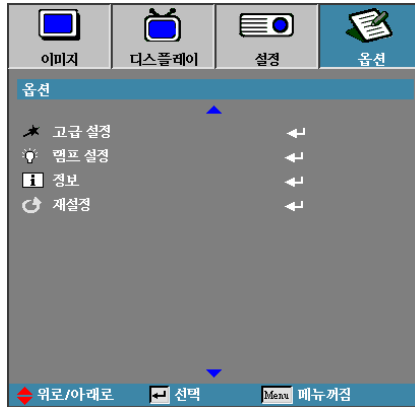 이미지 디스플레이 설정 옵션
옵션
고급 설정
램프 설정
정보
재설정
위로/아래로 선택 Menu 메뉴꺼짐